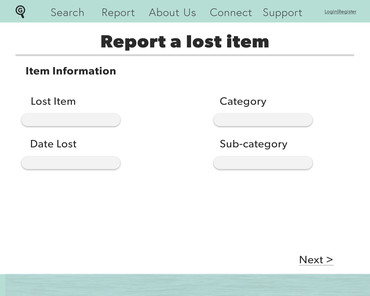 Search Report About Us Connect Support Login/Register
Report a lost item
Item Information
Lost Item Category
Date Lost Sub-category
Next >